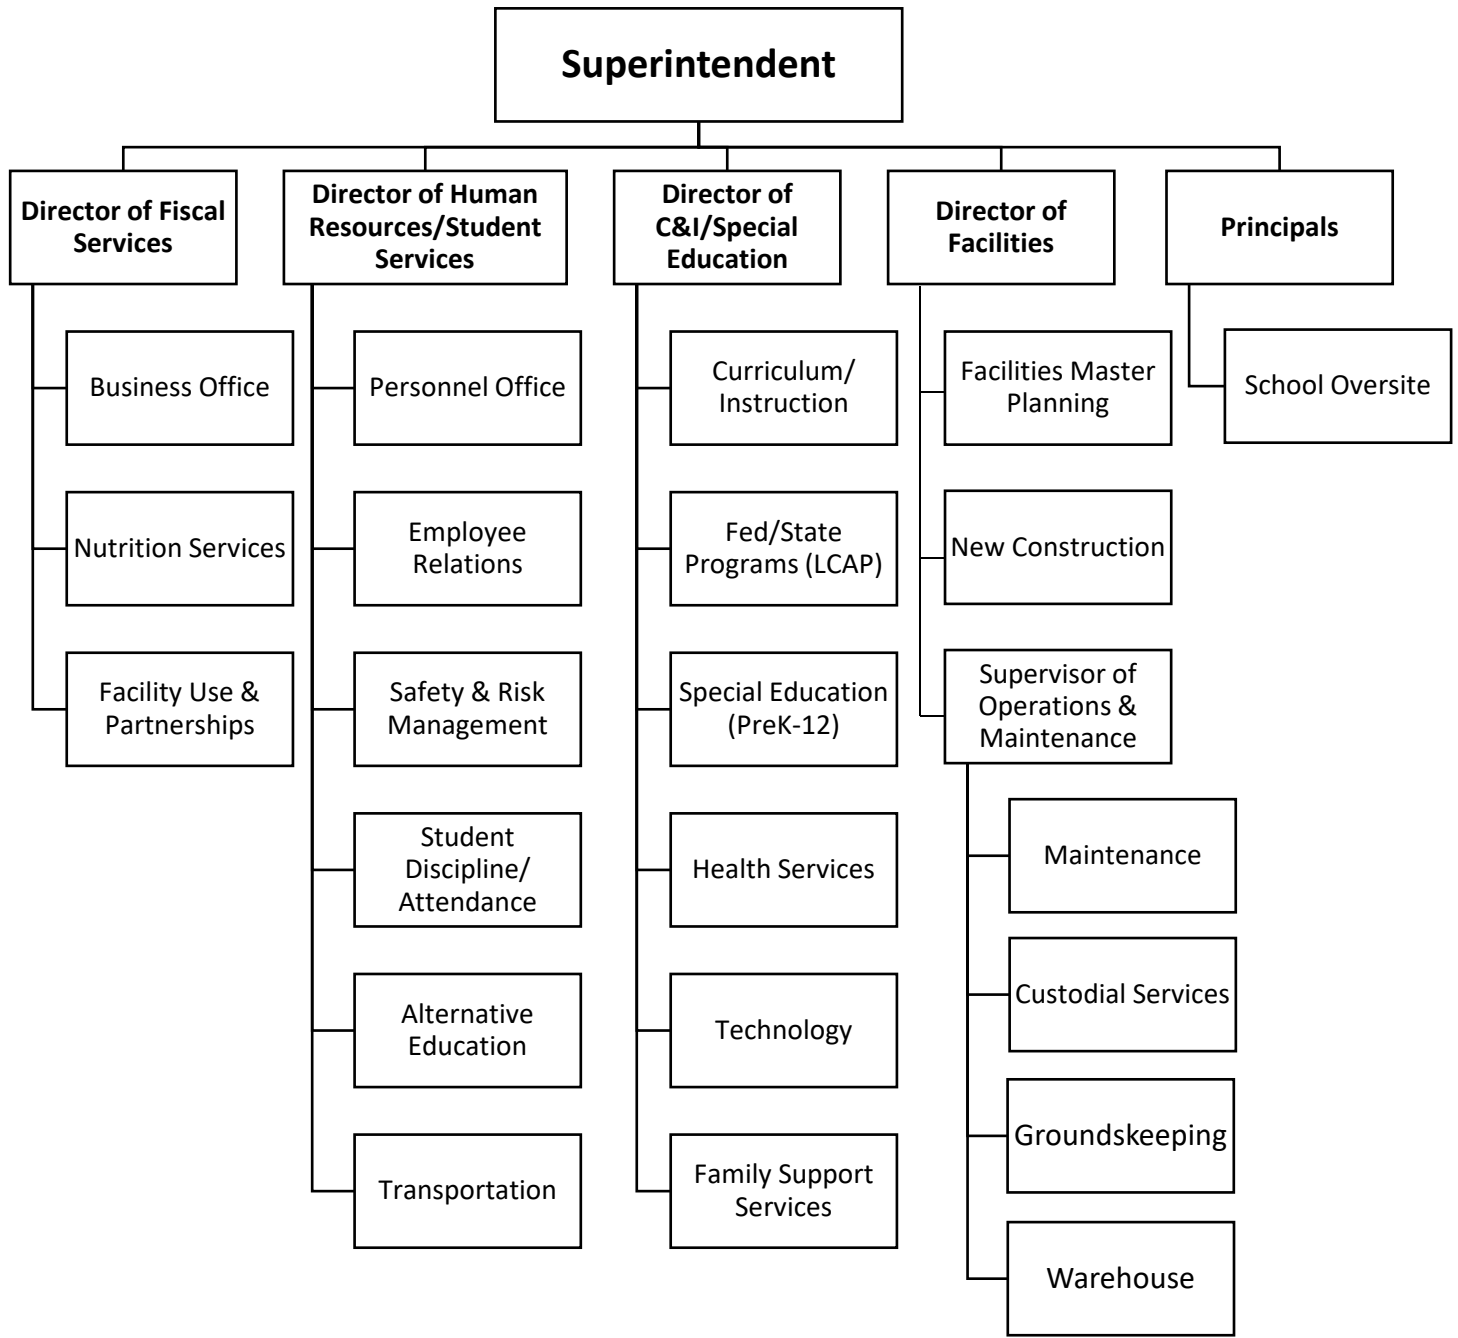 Superintendent
Director of Fiscal
Services
Director of Human
Resources/Student
Services
Director of
C&I/Special
Education
Director of
Facilities
Principals
Business Office
Nutrition Services
Facility Use &
Partnerships
Personnel Office
Employee
Relations
Safety & Risk
Management
Student
Discipline/
Attendance
Alternative
Education
Transportation
Curriculum/
Instruction
Fed/State
Programs (LCAP)
Special Education
(PreK-12)
Health Services
Technology
Family Support
Services
Facilities Master
Planning
New Construction
Supervisor of
Operations &
Maintenance
Maintenance
Custodial Services
Groundskeeping
Warehouse
School Oversite